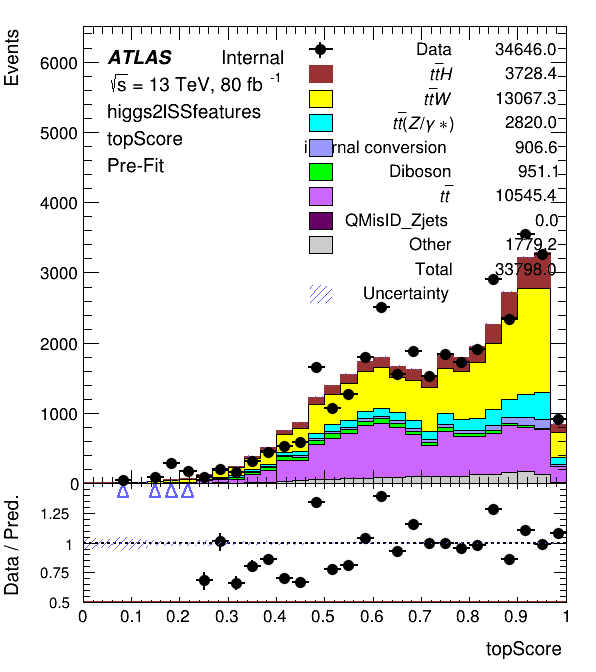 Events
ATLAS Internal
√s = 13 TeV, 80 fb⁻¹
higgs2lSSfeatures
topScore
Pre-Fit
Data 34646.0
tt̄H 3728.4
tt̄W 13067.3
tt̄(Z/γ*) 2820.0
internal conversion 906.6
Diboson 951.1
tt̄ 10545.4
QMisID_Zjets 0.0
Other 1779.2
Total 33798.0
Uncertainty
6000
5000
4000
3000
2000
1000
0
Data / Pred.
1.25
1
0.75
0.5
0 0.1 0.2 0.3 0.4 0.5 0.6 0.7 0.8 0.9 1
topScore